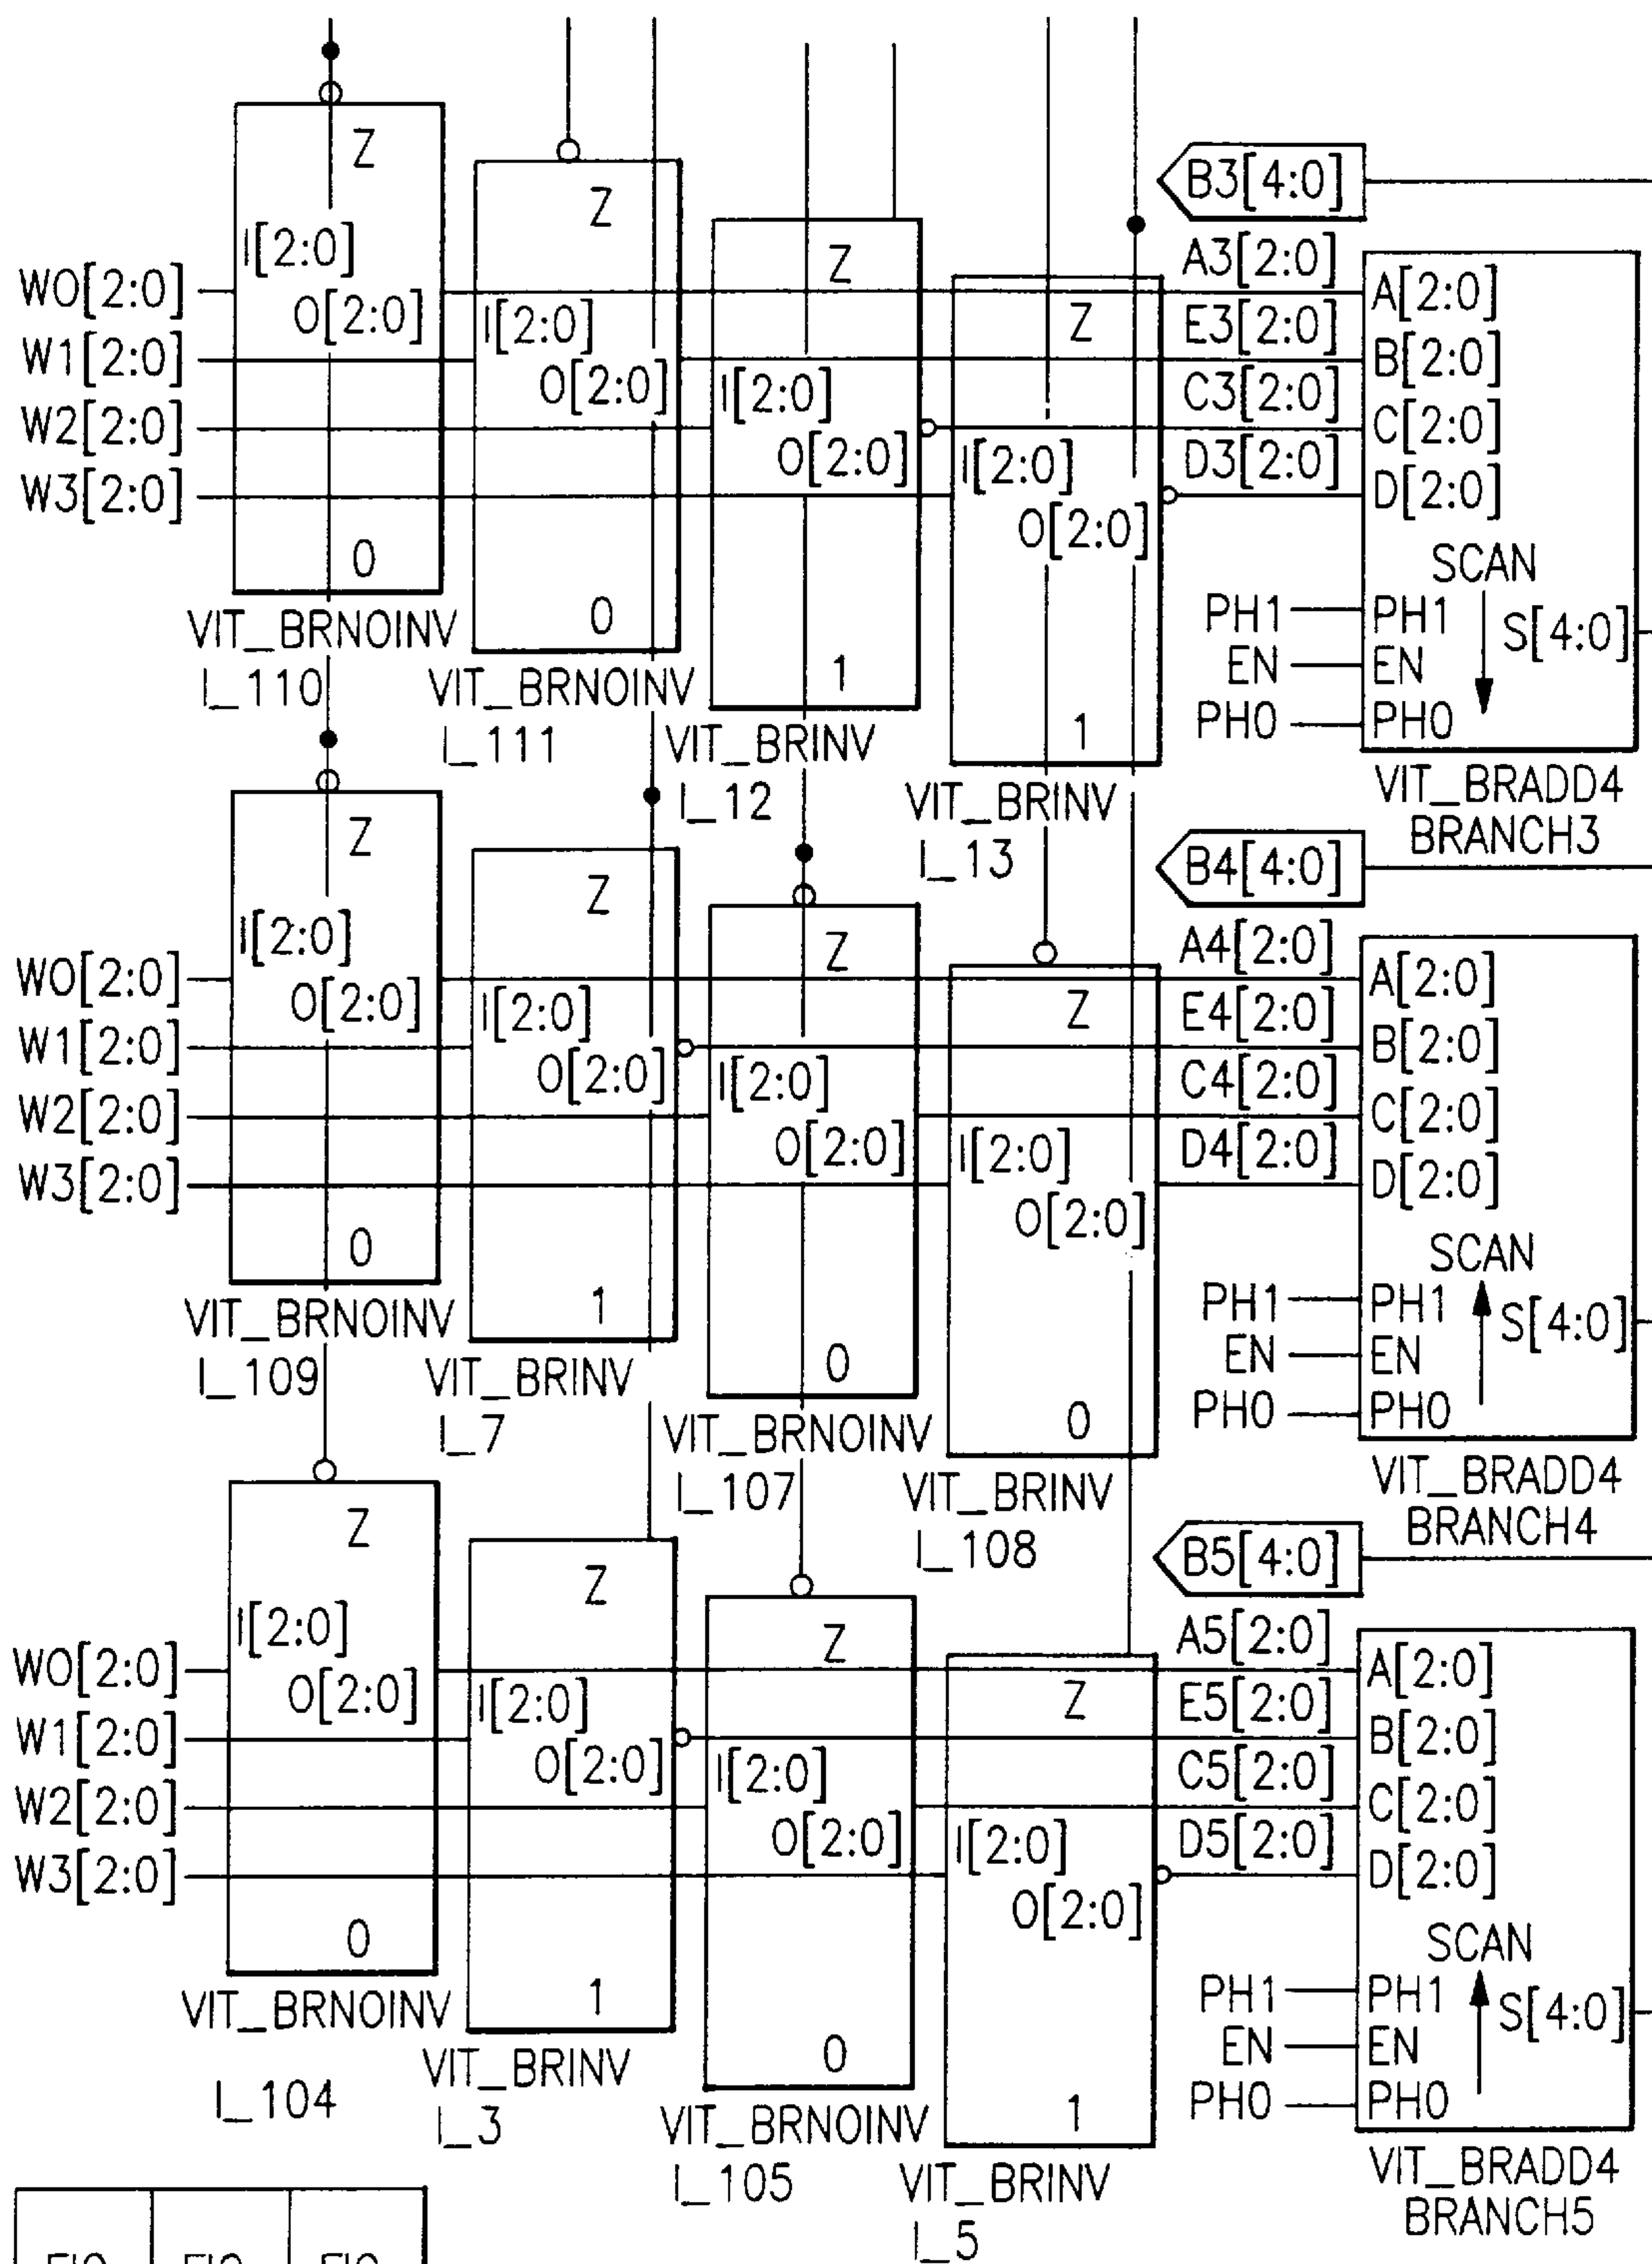 Z
I[2:0]
O[2:0]
0
VIT_BRNOINV
I_110
Z
I[2:0]
O[2:0]
0
VIT_BRNOINV
I_111
Z
I[2:0]
O[2:0]
1
VIT_BRINV
I_12
Z
I[2:0]
O[2:0]
1
VIT_BRINV
I_13
W0[2:0]
W1[2:0]
W2[2:0]
W3[2:0]
B3[4:0]
A3[2:0]
E3[2:0]
C3[2:0]
D3[2:0]
A[2:0]
B[2:0]
C[2:0]
D[2:0]
SCAN
PH1 PH1
S[4:0]
EN EN
PH0 PH0
VIT_BRADD4
BRANCH3
Z
I[2:0]
O[2:0]
0
VIT_BRNOINV
I_109
Z
I[2:0]
O[2:0]
1
VIT_BRINV
I_7
Z
I[2:0]
O[2:0]
0
VIT_BRNOINV
I_107
Z
I[2:0]
O[2:0]
0
VIT_BRINV
I_108
W0[2:0]
W1[2:0]
W2[2:0]
W3[2:0]
B4[4:0]
A4[2:0]
E4[2:0]
C4[2:0]
D4[2:0]
A[2:0]
B[2:0]
C[2:0]
D[2:0]
SCAN
PH1 PH1
S[4:0]
EN EN
PH0 PH0
VIT_BRADD4
BRANCH4
Z
I[2:0]
O[2:0]
0
VIT_BRNOINV
I_104
Z
I[2:0]
O[2:0]
1
VIT_BRINV
I_3
Z
I[2:0]
O[2:0]
0
VIT_BRNOINV
I_105
Z
I[2:0]
O[2:0]
1
VIT_BRINV
I_5
W0[2:0]
W1[2:0]
W2[2:0]
W3[2:0]
B5[4:0]
A5[2:0]
E5[2:0]
C5[2:0]
D5[2:0]
A[2:0]
B[2:0]
C[2:0]
D[2:0]
SCAN
PH1 PH1
S[4:0]
EN EN
PH0 PH0
VIT_BRADD4
BRANCH5